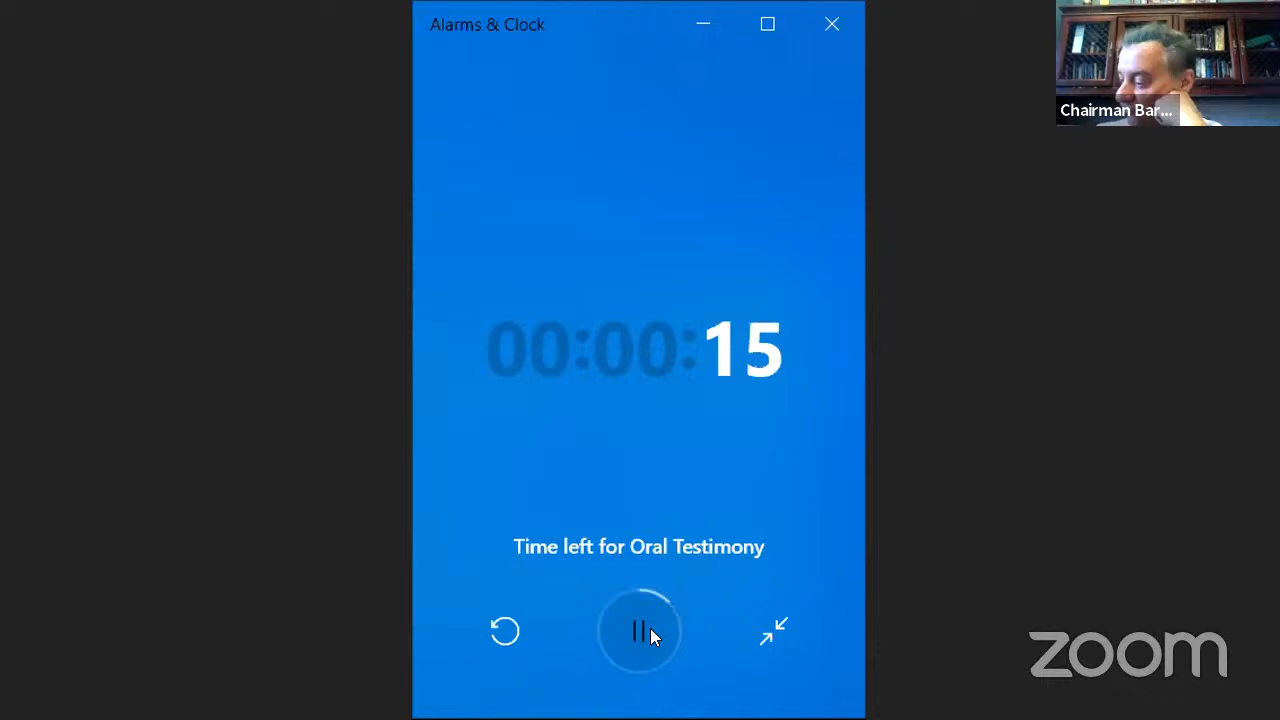 Alarms & Clock
Chairman Bar...
00:00:15
Time left for Oral Testimony
zoom